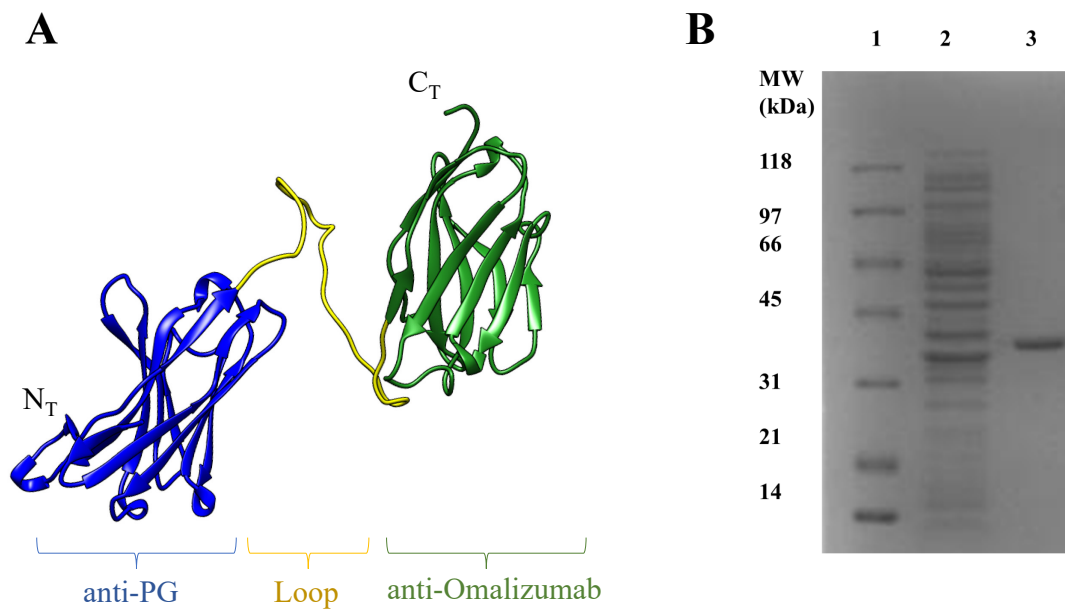 A
B
1 2 3
MW
(kDa)
118
97
66
45
31
21
14
C_T
N_T
anti-PG Loop anti-Omalizumab